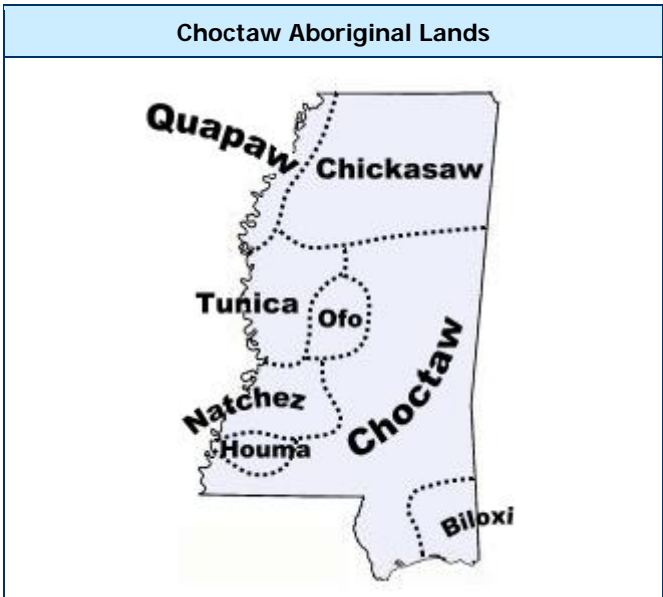 Choctaw Aboriginal Lands
Quapaw
Chickasaw
Tunica
Ofo
Choctaw
Natchez
Houma
Biloxi